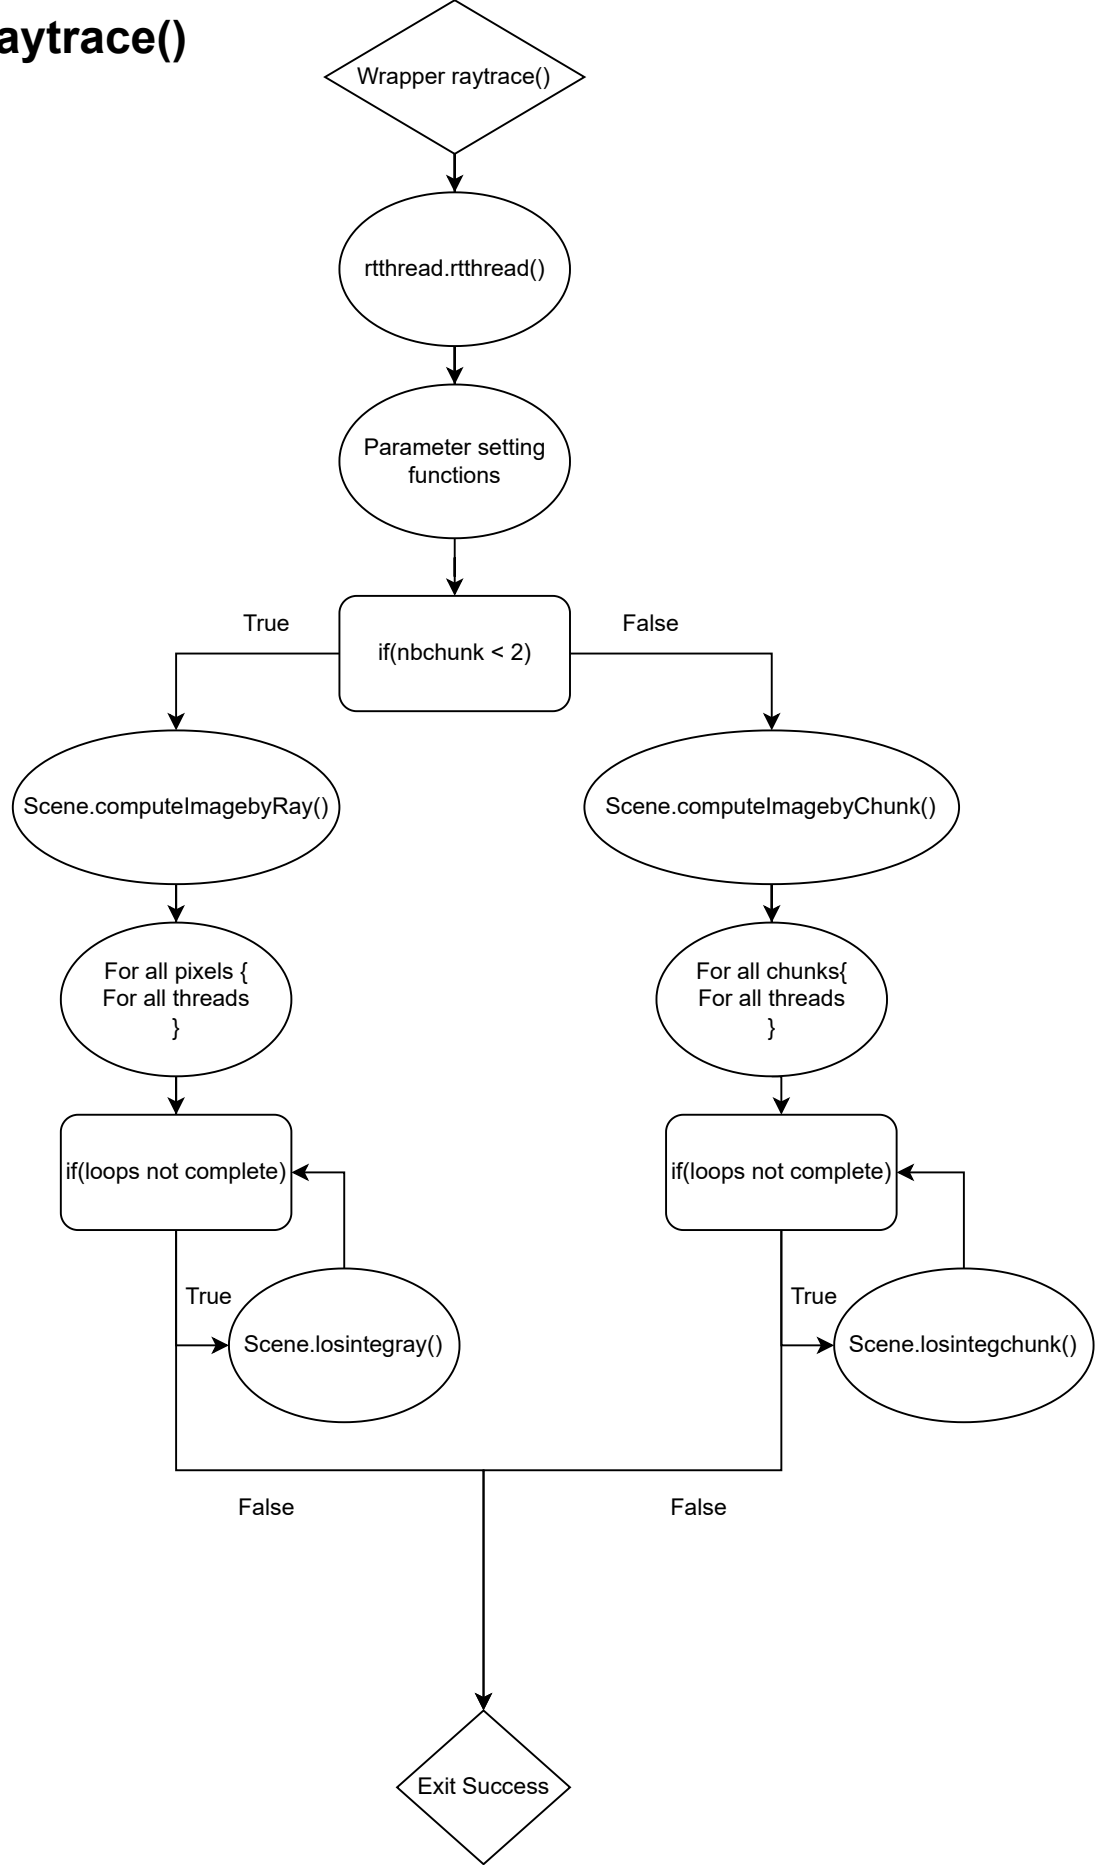 aytrace()
Wrapper raytrace()
rtthread.rtthread()
Parameter setting
functions
if(nbchunk < 2)
True
False
Scene.computeImagebyRay()
Scene.computeImagebyChunk()
For all pixels {
For all threads
}
For all chunks{
For all threads
}
if(loops not complete)
if(loops not complete)
True
True
Scene.losintegray()
Scene.losintegchunk()
False
False
Exit Success